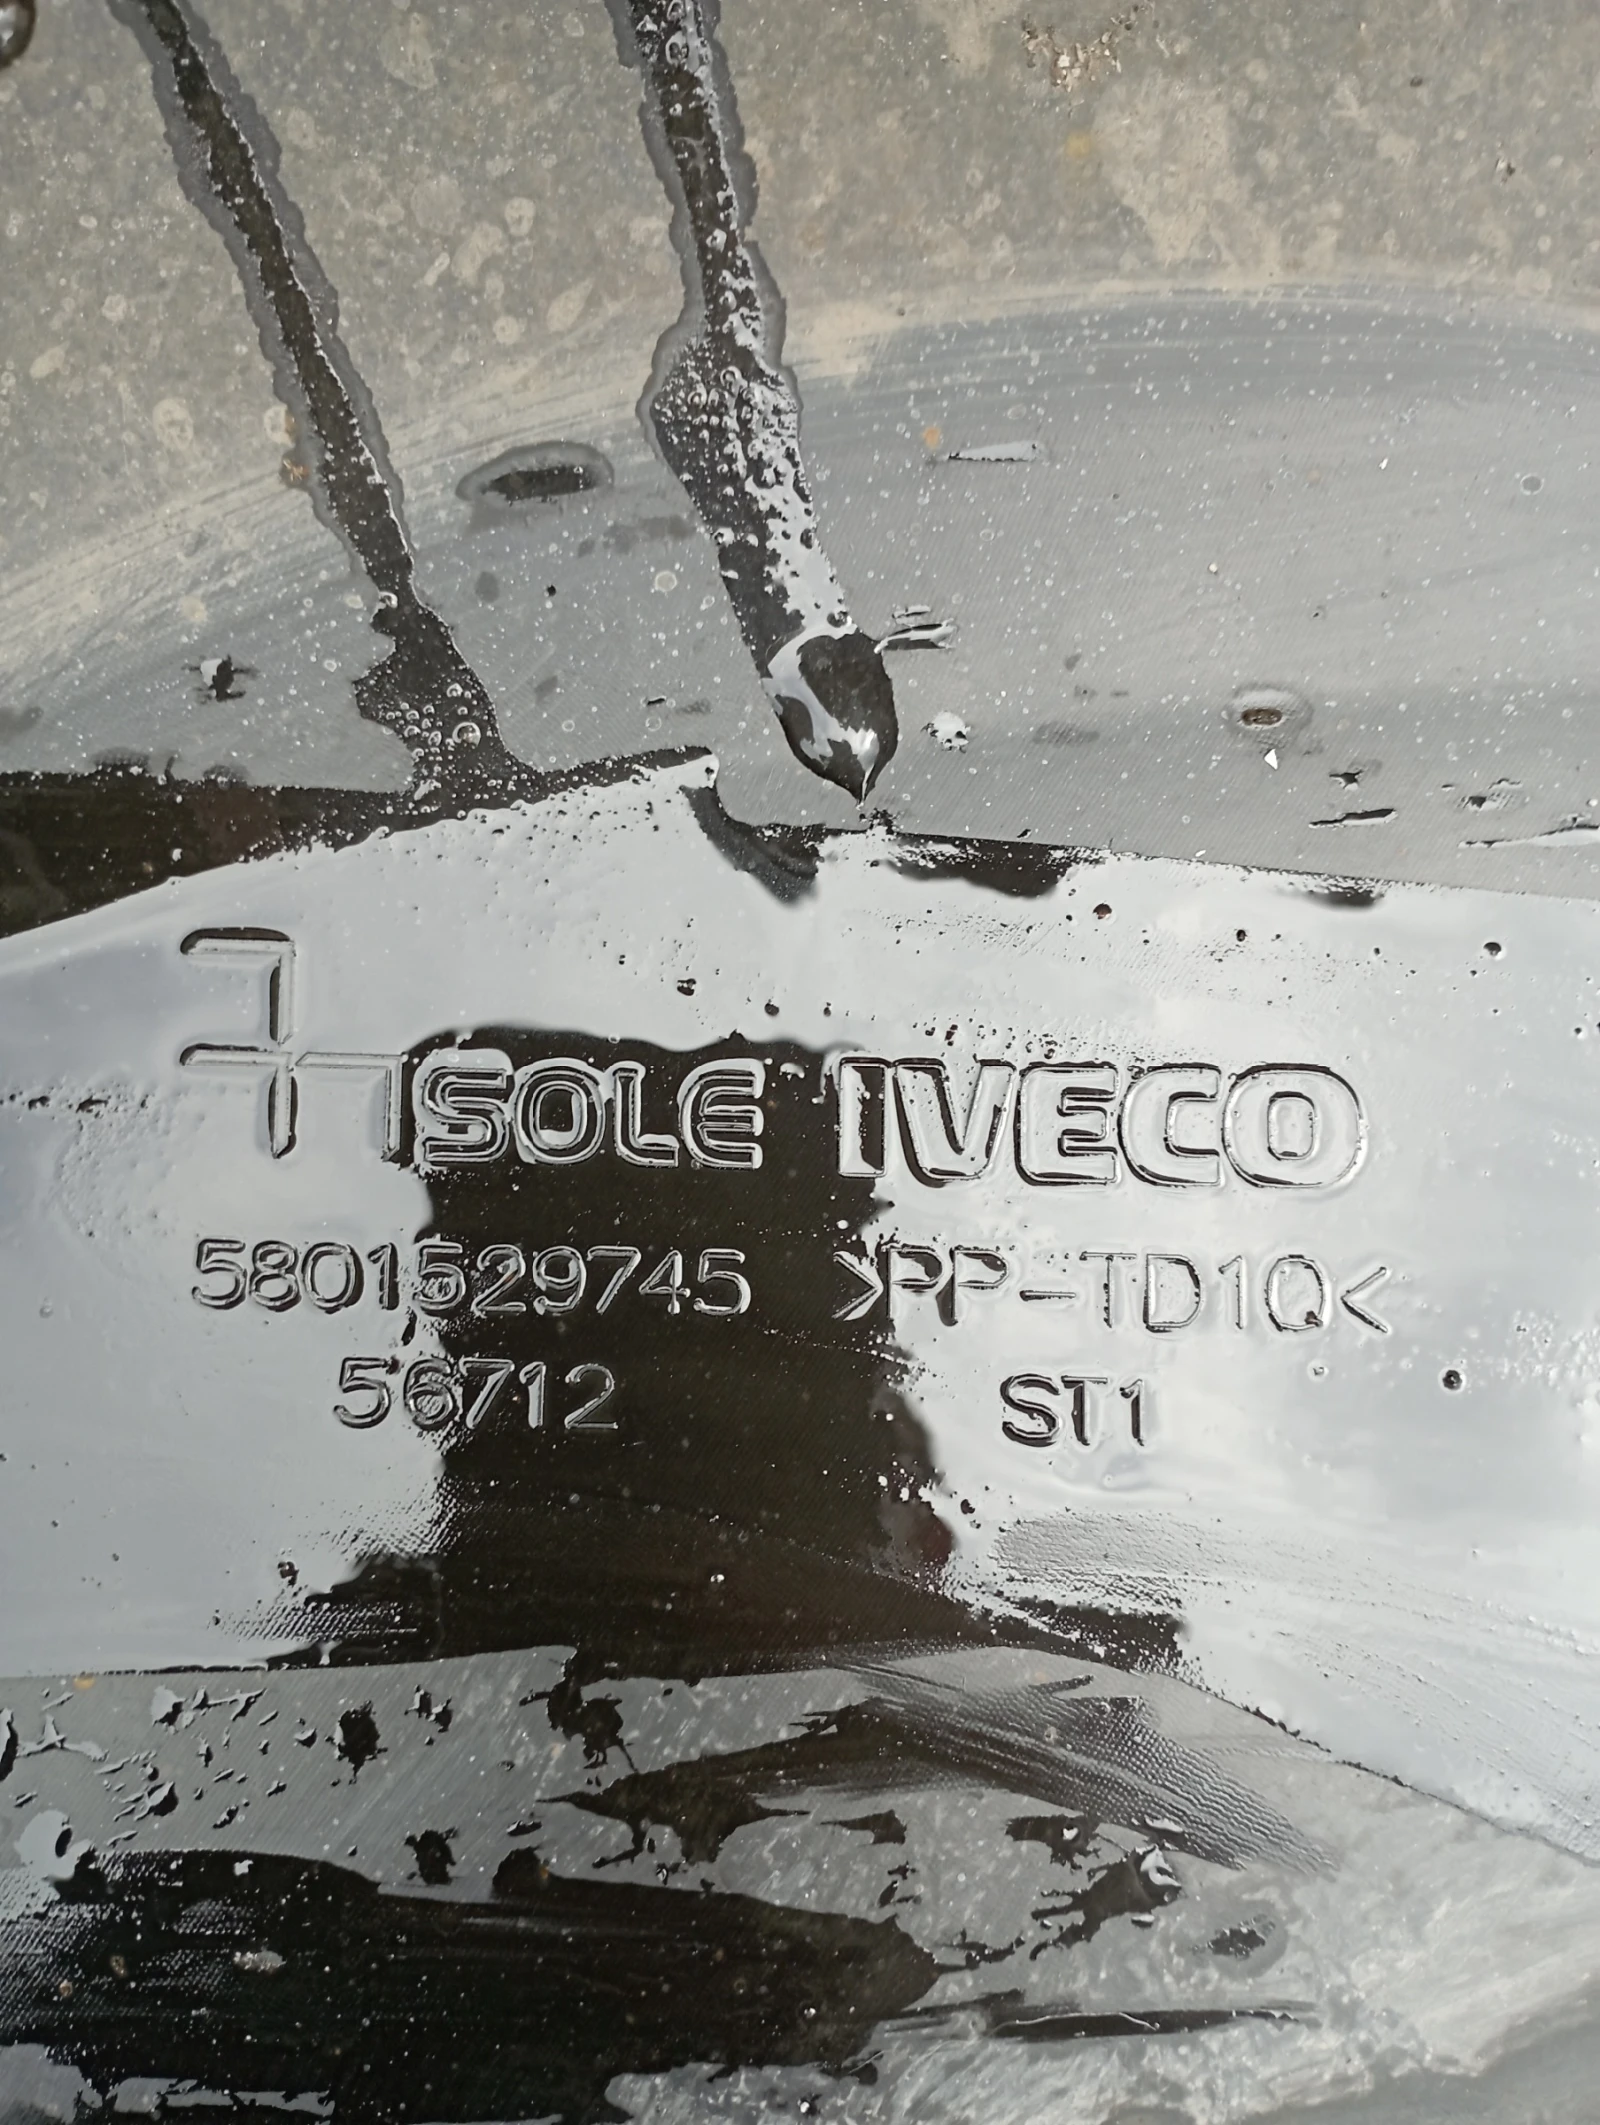 SOLE IVECO
5801529745 >PP-TD10<
56712 ST1